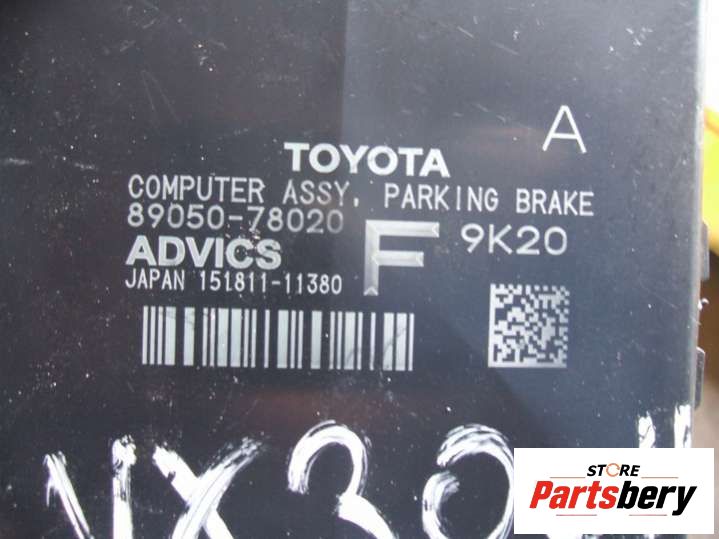 A
TOYOTA
COMPUTER ASSY, PARKING BRAKE
89050-78020 F 9K20
ADVICS
JAPAN 151811-11380
STORE
Partsbery